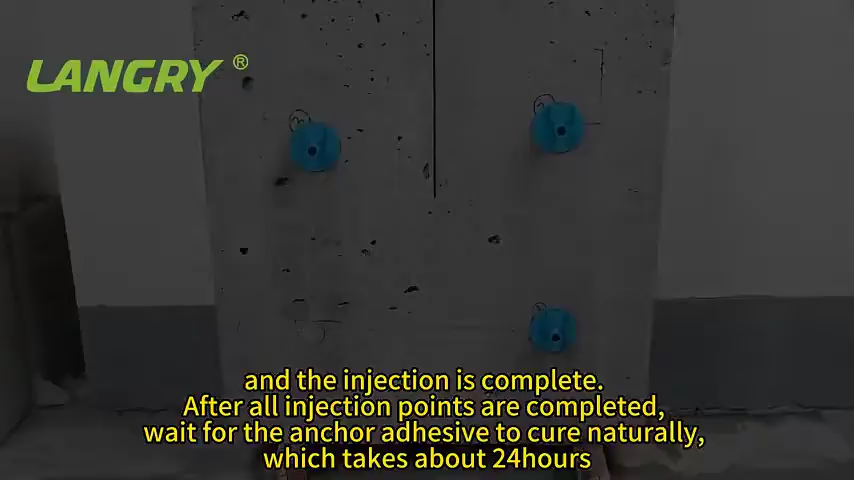 LANGRY ®
and the injection is complete.
After all injection points are completed,
wait for the anchor adhesive to cure naturally,
which takes about 24hours